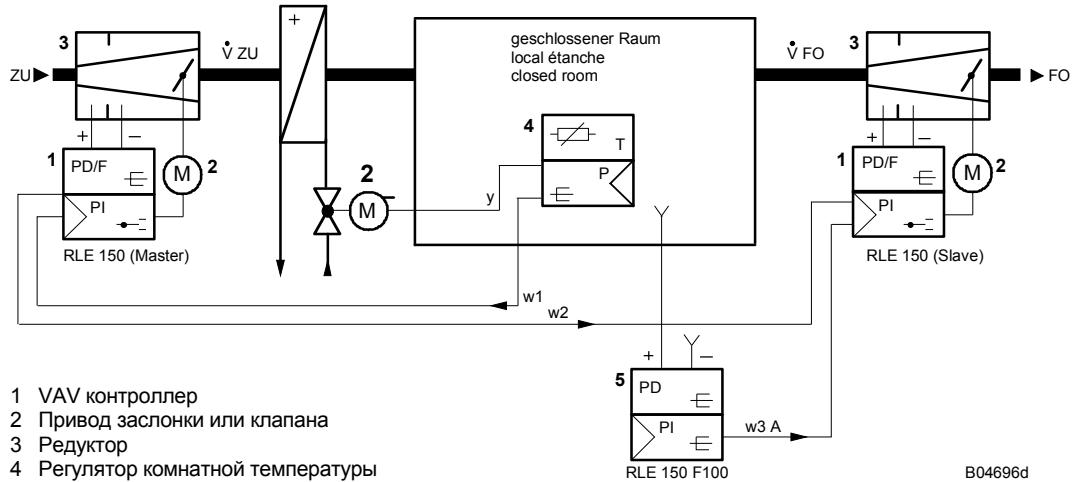 3
V̇ ZU
+
geschlossener Raum
local étanche
closed room
V̇ FO
3
ZU
FO
4
T
P
+
–
1
PD/F
M
2
PI
RLE 150 (Master)
2
M
y
+
–
1
PD/F
M
2
PI
RLE 150 (Slave)
w1
w2
+
–
5
PD
PI
w3 A
RLE 150 F100
1 VAV контроллер
2 Привод заслонки или клапана
3 Редуктор
4 Регулятор комнатной температуры
B04696d